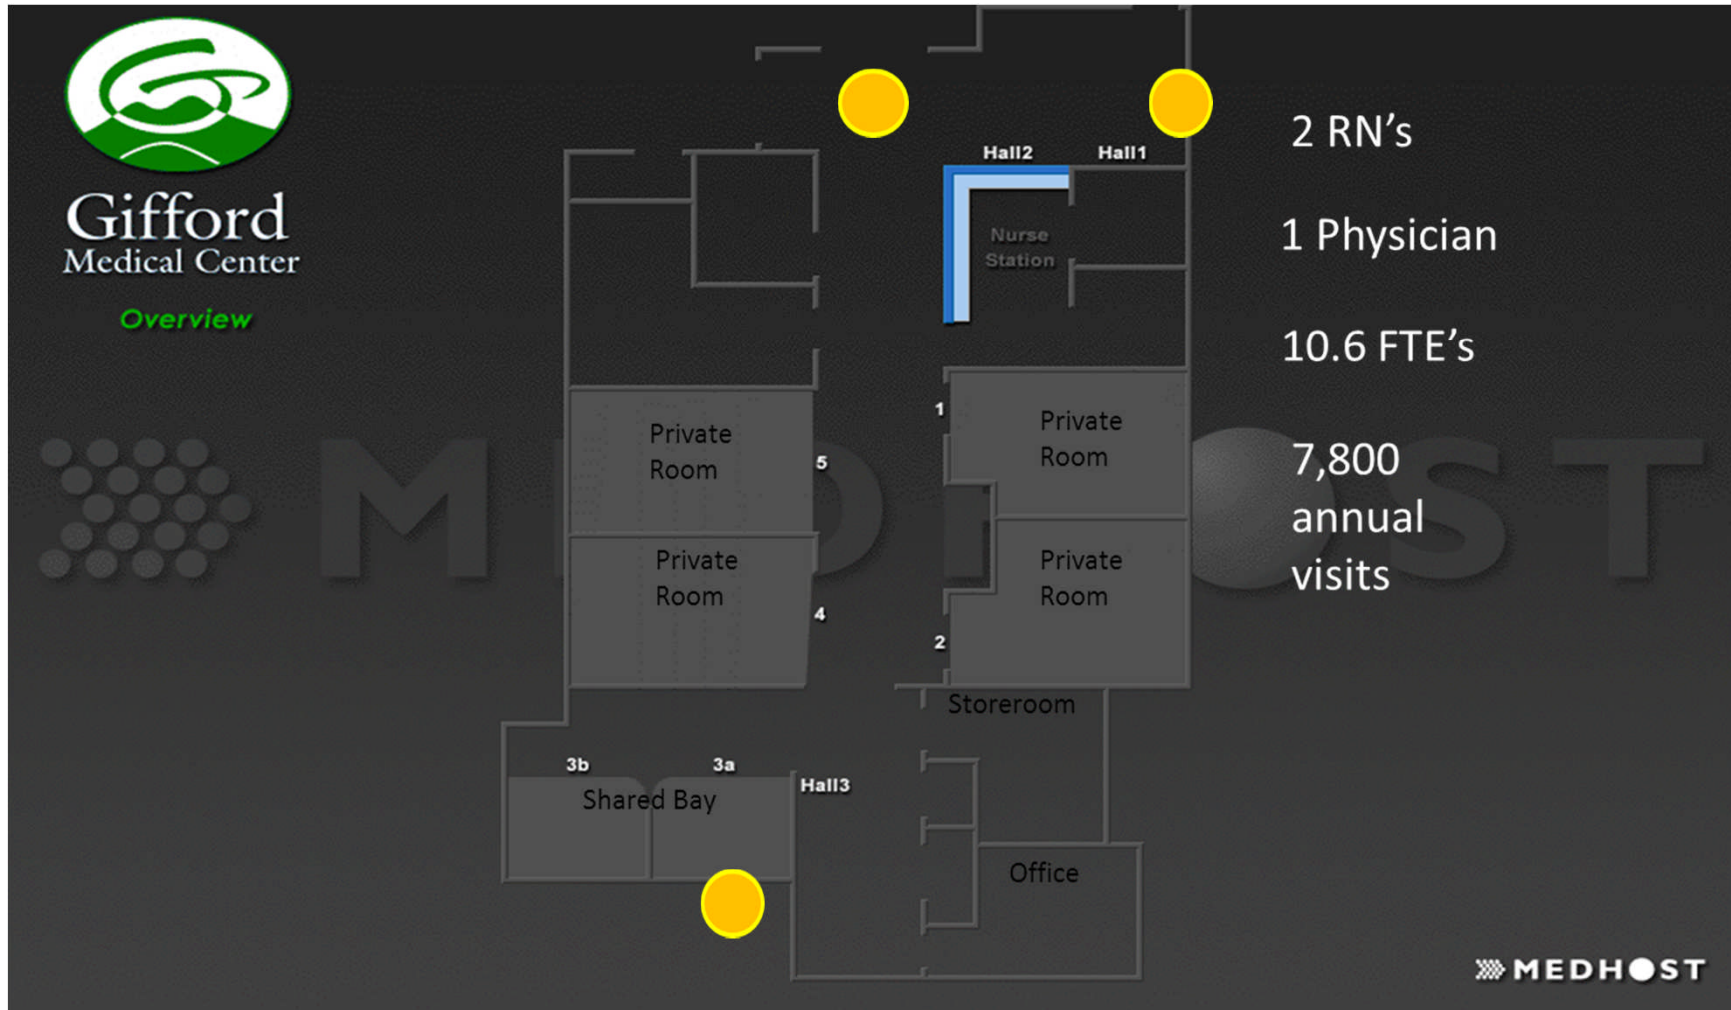 Gifford
Medical Center
Overview
Hall2
Hall1
Nurse
Station
2 RN's
1 Physician
10.6 FTE's
7,800
annual
visits
1
Private
Room
Private
Room
5
Private
Room
4
Private
Room
2
MEDHOST
Storeroom
3b
3a
Hall3
Shared Bay
Office
MEDHOST